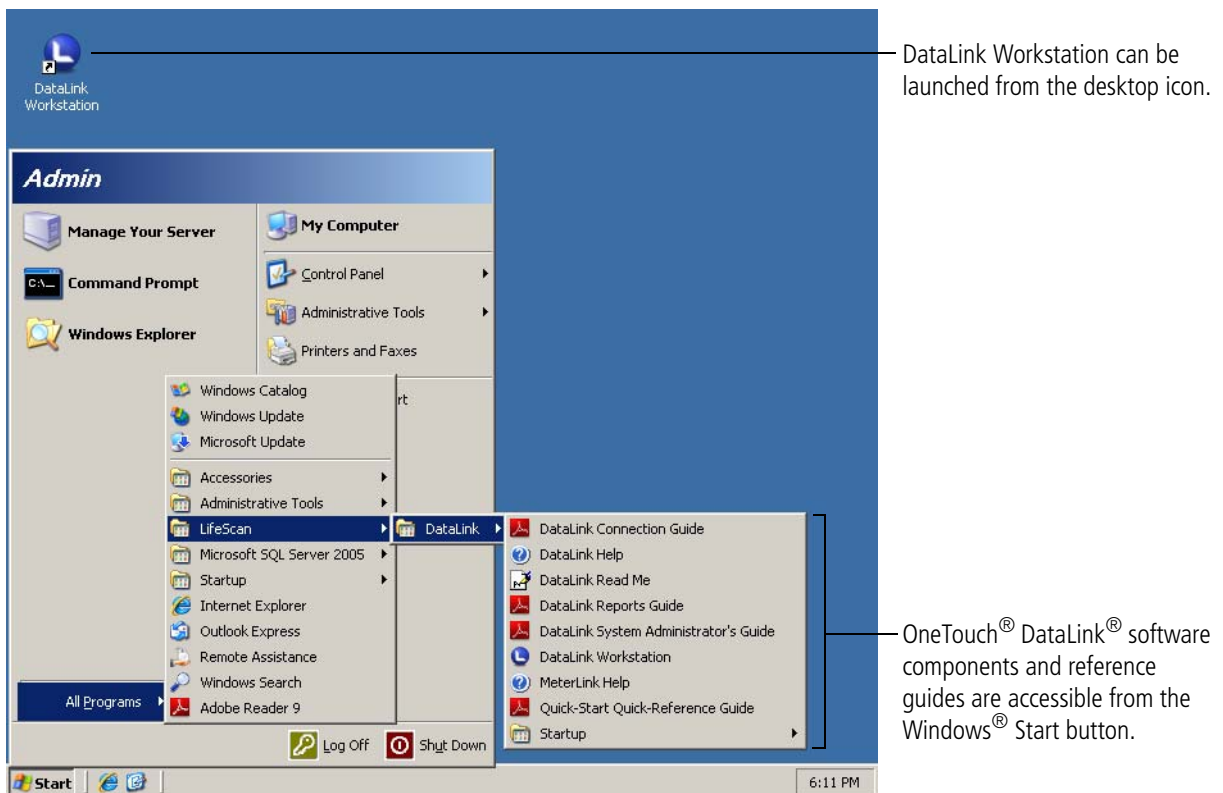 DataLink
Workstation
DataLink Workstation can be
launched from the desktop icon.
Admin
Manage Your Server
Command Prompt
Windows Explorer
My Computer
Control Panel
Administrative Tools
Printers and Faxes
rt
Windows Catalog
Windows Update
Microsoft Update
Accessories
Administrative Tools
LifeScan
Microsoft SQL Server 2005
Startup
Internet Explorer
Outlook Express
Remote Assistance
Windows Search
Adobe Reader 9
DataLink
DataLink Connection Guide
DataLink Help
DataLink Read Me
DataLink Reports Guide
DataLink System Administrator's Guide
DataLink Workstation
MeterLink Help
Quick-Start Quick-Reference Guide
Startup
OneTouch® DataLink® software
components and reference
guides are accessible from the
Windows® Start button.
All Programs
Log Off
Shut Down
Start
6:11 PM